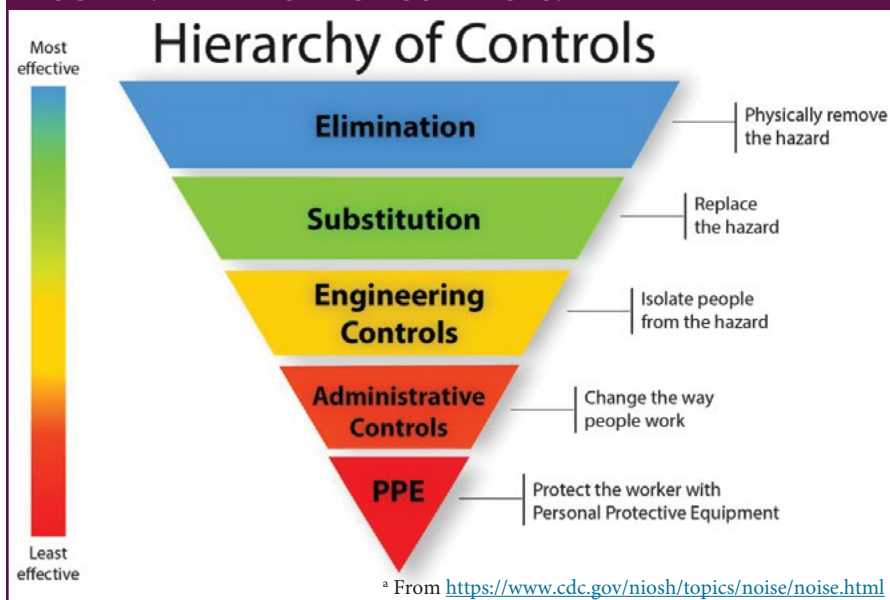 Hierarchy of Controls
Most
effective
Elimination
Physically remove
the hazard
Substitution
Replace
the hazard
Engineering
Controls
Isolate people
from the hazard
Administrative
Controls
Change the way
people work
PPE
Protect the worker with
Personal Protective Equipment
Least
effective
a From https://www.cdc.gov/niosh/topics/noise/noise.html